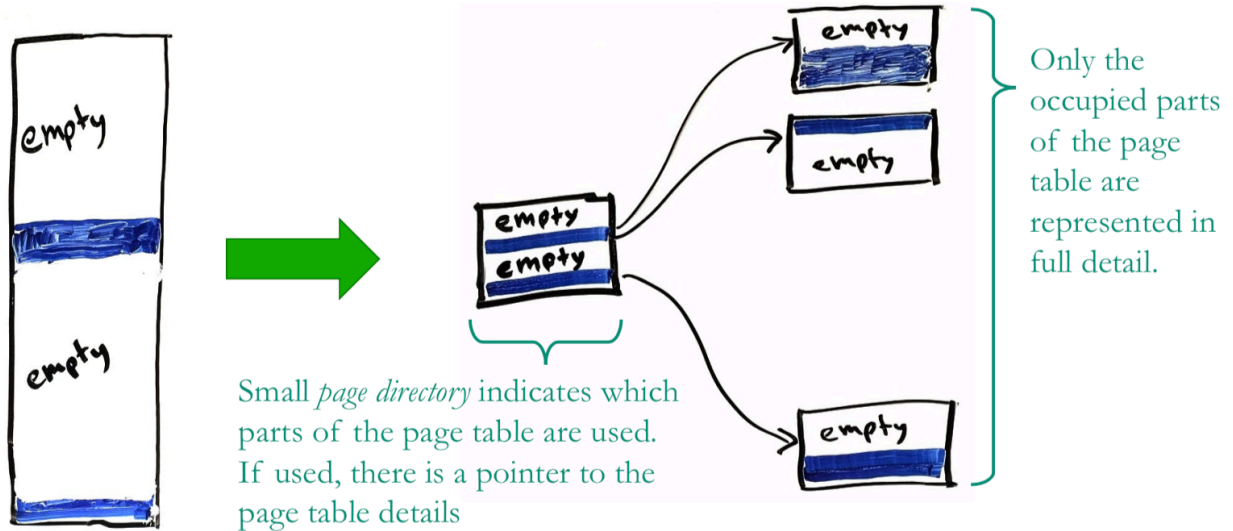 empty
empty
empty
empty
Small page directory indicates which
parts of the page table are used.
If used, there is a pointer to the
page table details
empty
empty
empty
Only the
occupied parts
of the page
table are
represented in
full detail.